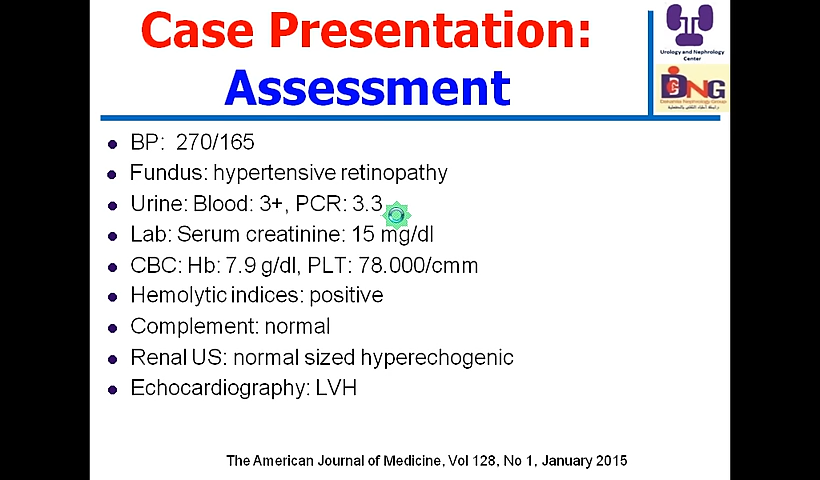 Case Presentation:
Assessment
Urology and Nephrology
Center
DNG
BP: 270/165
Fundus: hypertensive retinopathy
Urine: Blood: 3+, PCR: 3.3
Lab: Serum creatinine: 15 mg/dl
CBC: Hb: 7.9 g/dl, PLT: 78.000/cmm
Hemolytic indices: positive
Complement: normal
Renal US: normal sized hyperechogenic
Echocardiography: LVH
The American Journal of Medicine, Vol 128, No 1, January 2015